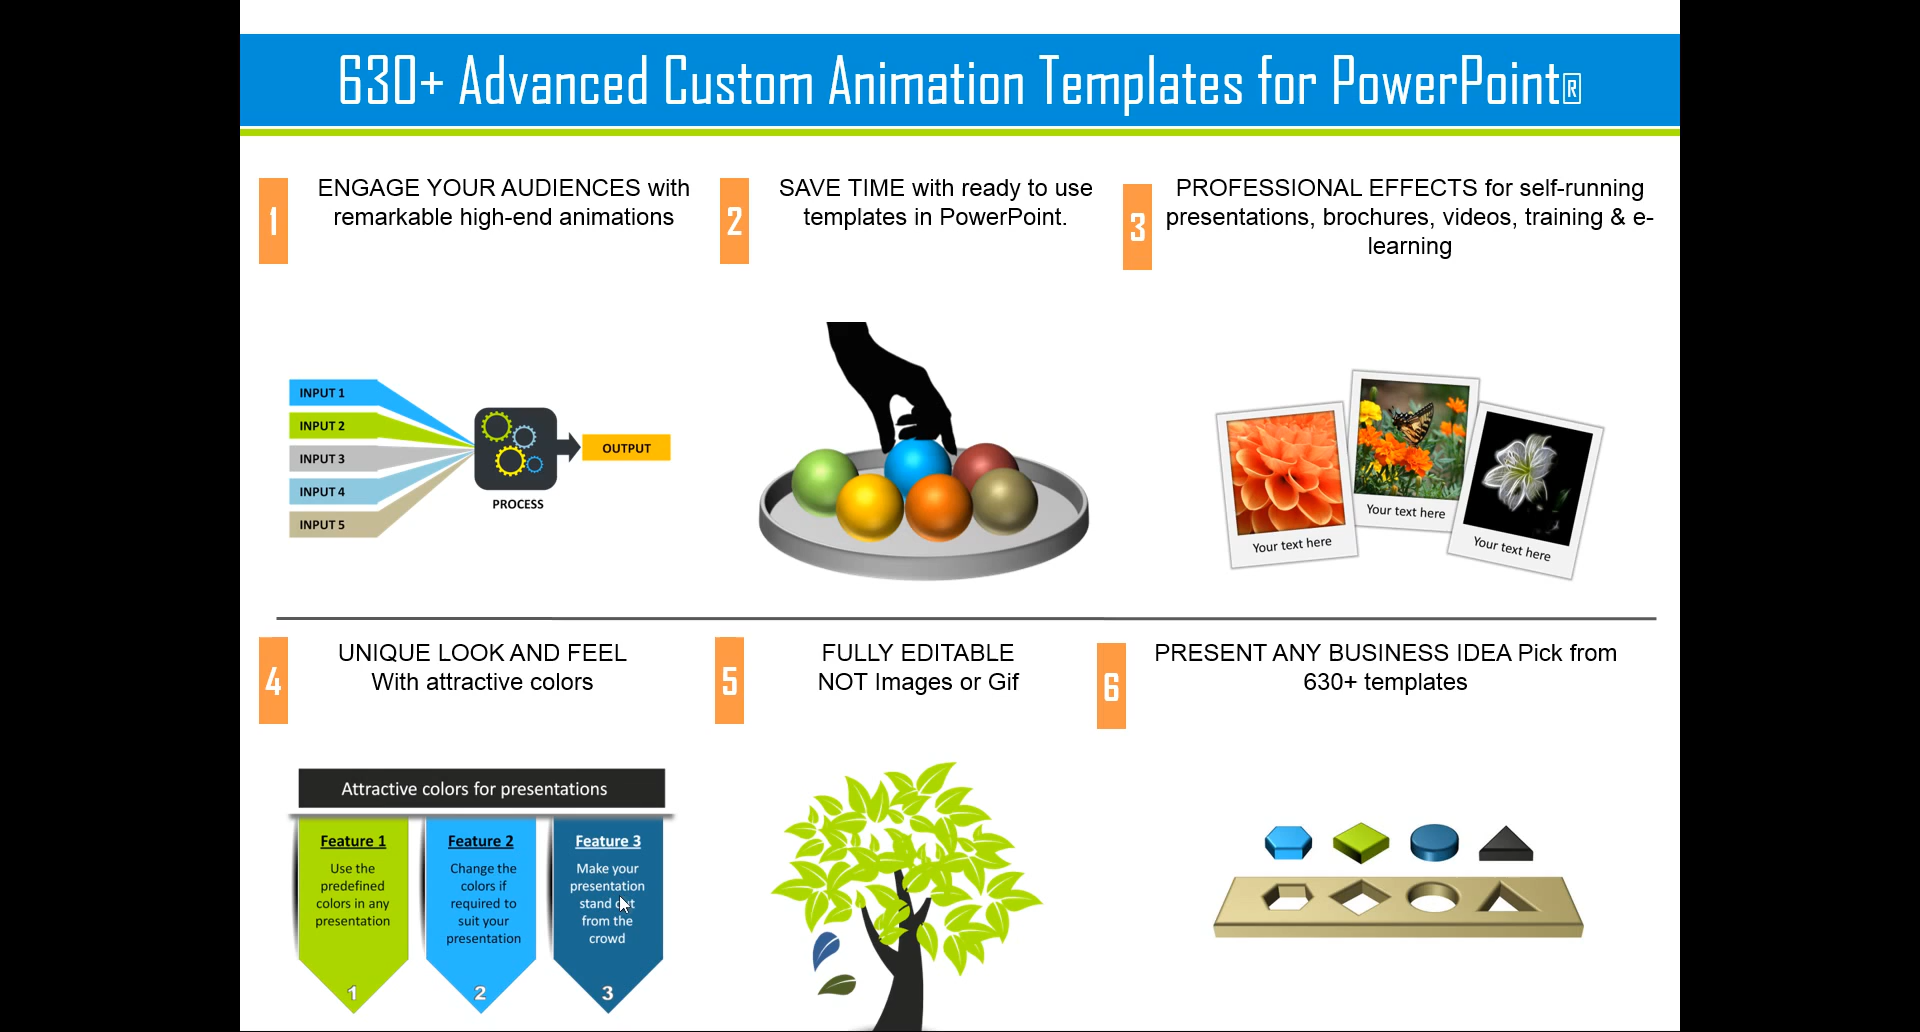 630+ Advanced Custom Animation Templates for PowerPoint®
1
ENGAGE YOUR AUDIENCES with
remarkable high-end animations
2
SAVE TIME with ready to use
templates in PowerPoint.
3
PROFESSIONAL EFFECTS for self-running
presentations, brochures, videos, training & e-
learning
INPUT 1
INPUT 2
INPUT 3
INPUT 4
INPUT 5
PROCESS
OUTPUT
Your text here
Your text here
Your text here
4
UNIQUE LOOK AND FEEL
With attractive colors
5
FULLY EDITABLE
NOT Images or Gif
6
PRESENT ANY BUSINESS IDEA Pick from
630+ templates
Attractive colors for presentations
Feature 1
Use the
predefined
colors in any
presentation
1
Feature 2
Change the
colors if
required to
suit your
presentation
2
Feature 3
Make your
presentation
stand out
from the
crowd
3